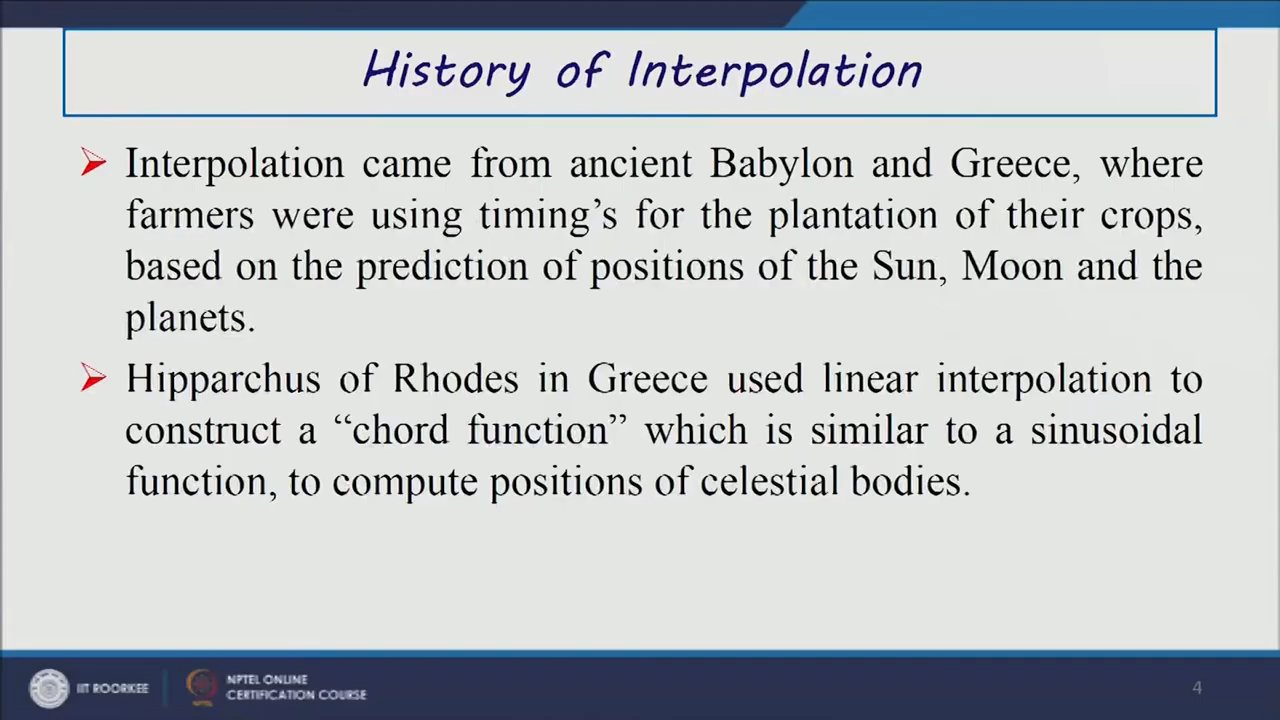 History of Interpolation
Interpolation came from ancient Babylon and Greece, where
farmers were using timing’s for the plantation of their crops,
based on the prediction of positions of the Sun, Moon and the
planets.
Hipparchus of Rhodes in Greece used linear interpolation to
construct a “chord function” which is similar to a sinusoidal
function, to compute positions of celestial bodies.
IIT ROORKEE
NPTEL ONLINE
CERTIFICATION COURSE
4